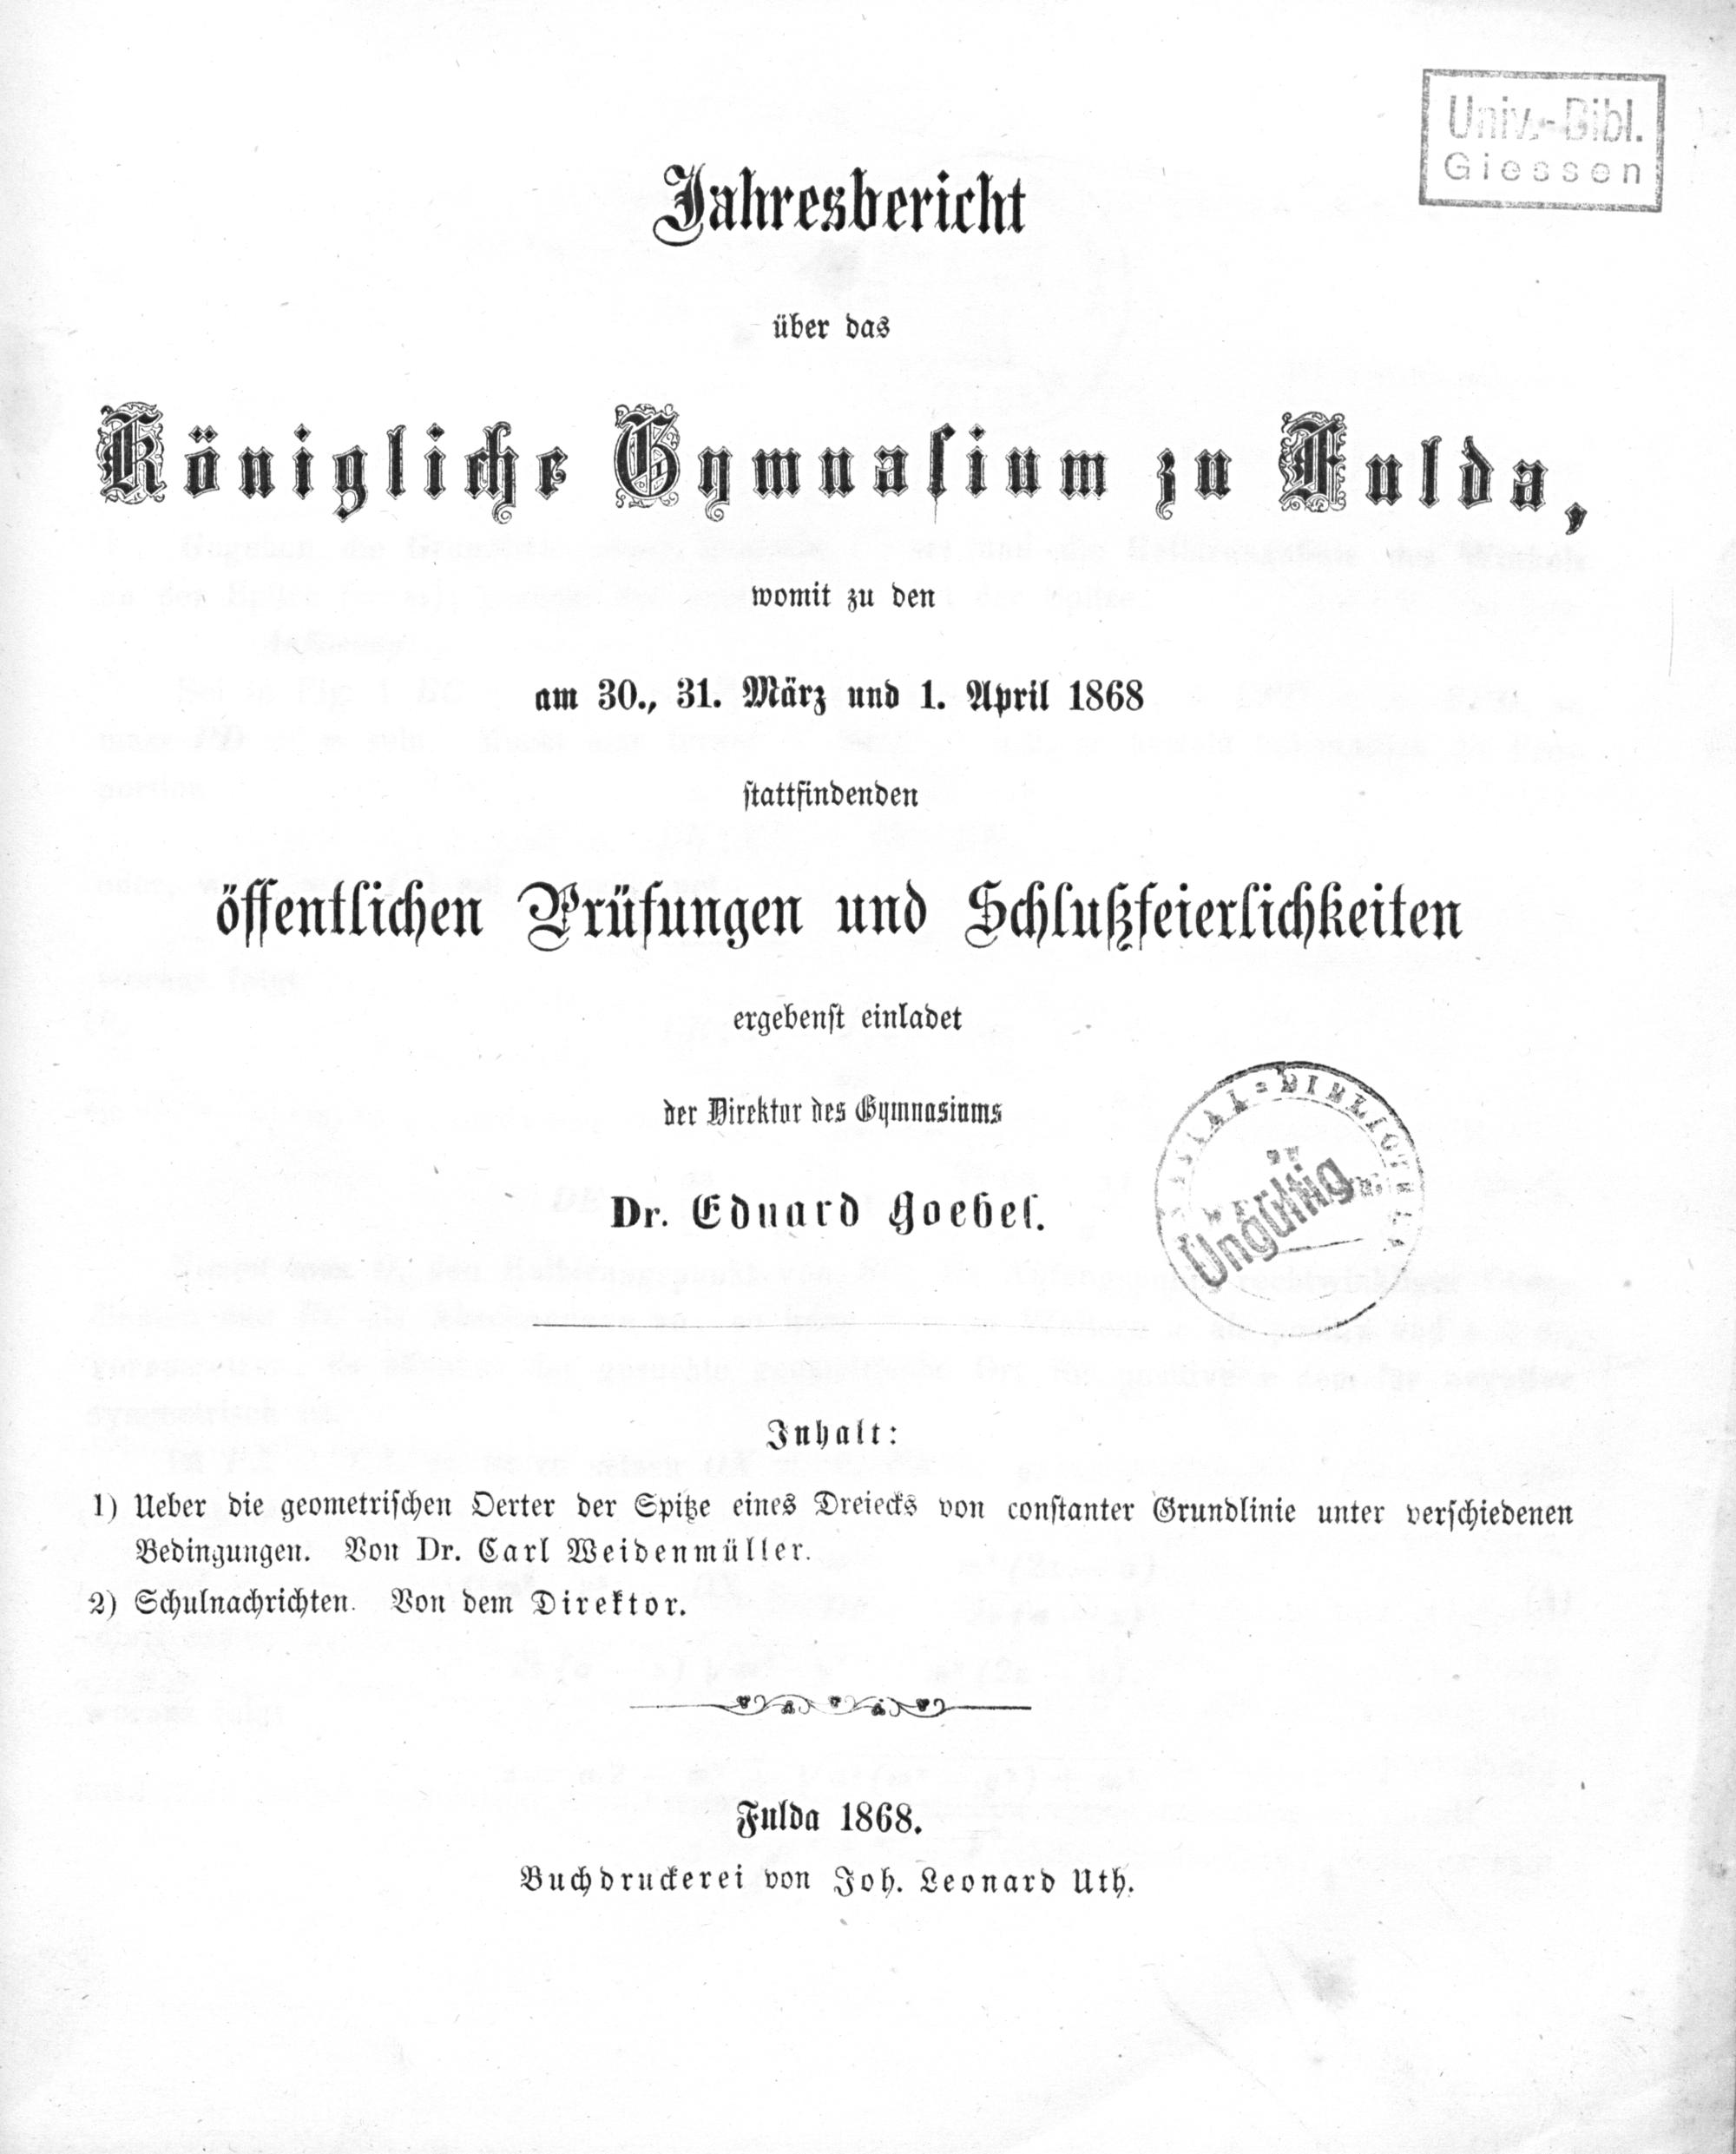 Univ.-Bibl.
Giessen
Jahresbericht
über das
Königliche Gymnasium zu Fulda,
womit zu den
am 30., 31. März und 1. April 1868
stattfindenden
öffentlichen Prüfungen und Schlußfeierlichkeiten
ergebenst einladet
der Direktor des Gymnasiums
Dr. Eduard Goebel.
Ungültig
Inhalt:
1) Ueber die geometrischen Oerter der Spitze eines Dreiecks von constanter Grundlinie unter verschiedenen
Bedingungen. Von Dr. Carl Weidenmüller.
2) Schulnachrichten. Von dem Direktor.
Fulda 1868.
Buchdruckerei von Joh. Leonard Uth.